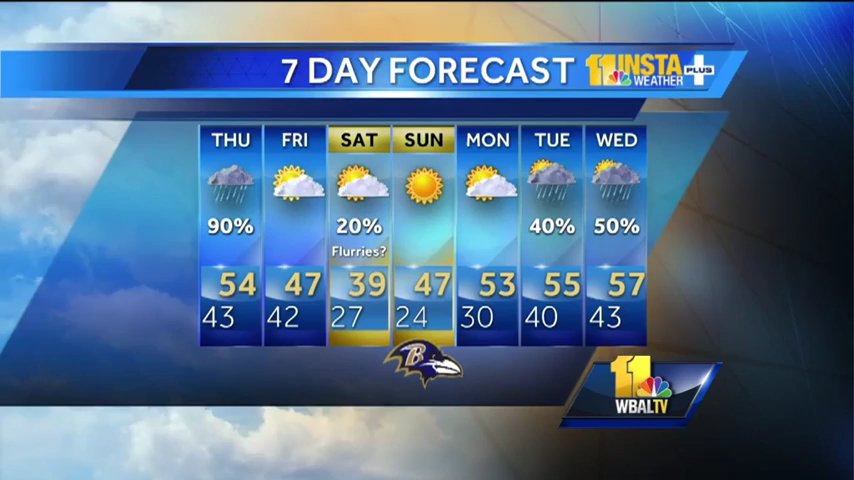 7 DAY FORECAST 11 INSTA
WEATHER PLUS
THU FRI SAT SUN MON TUE WED
90% 20% 40% 50%
Flurries?
54 47 39 47 53 55 57
43 42 27 24 30 40 43
B
11
WBALTV